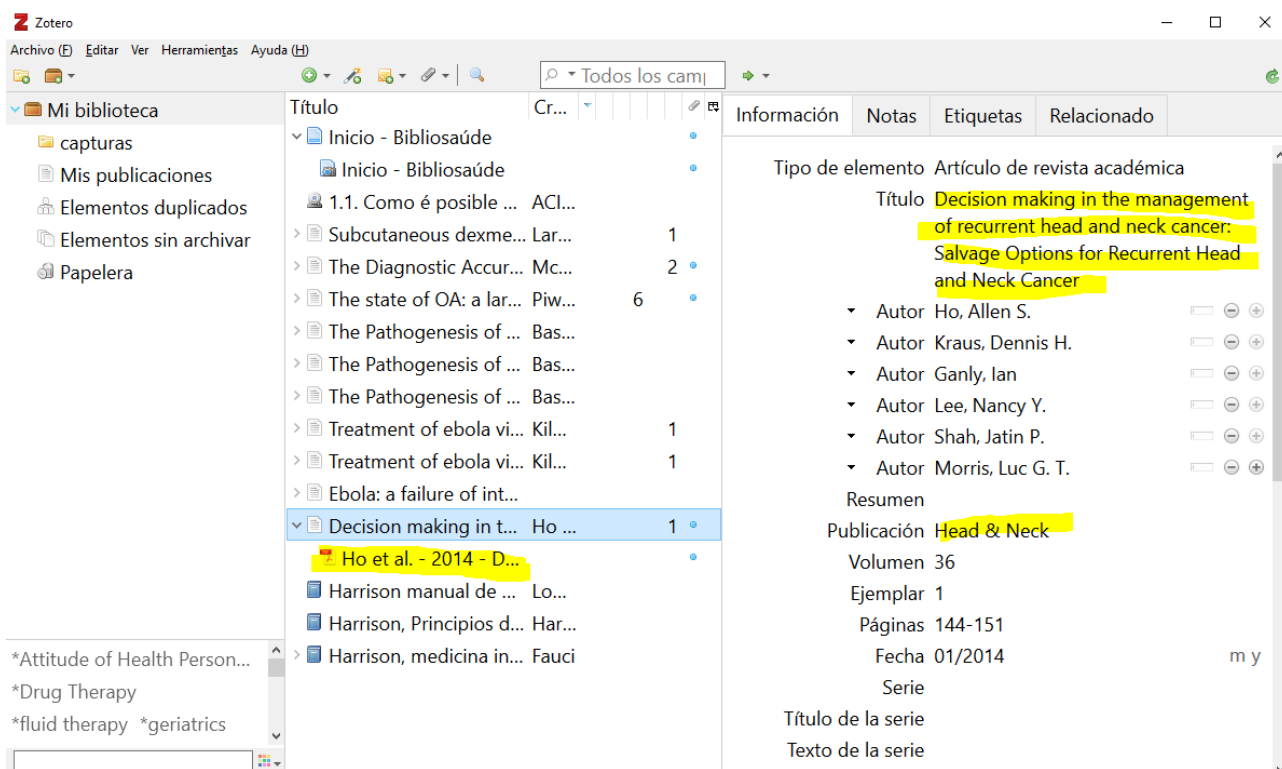 Zotero
Archivo (F) Editar Ver Herramientas Ayuda (H)
Todos los camp
Mi biblioteca
capturas
Mis publicaciones
Elementos duplicados
Elementos sin archivar
Papelera
*Attitude of Health Person...
*Drug Therapy
*fluid therapy *geriatrics
Título Cr...
Inicio - Bibliosaúde
Inicio - Bibliosaúde
1.1. Como é posible ... ACI...
Subcutaneous dexme... Lar... 1
The Diagnostic Accur... Mc... 2
The state of OA: a lar... Piw... 6
The Pathogenesis of ... Bas...
The Pathogenesis of ... Bas...
The Pathogenesis of ... Bas...
Treatment of ebola vi... Kil... 1
Treatment of ebola vi... Kil... 1
Ebola: a failure of int...
Decision making in t... Ho ... 1
Ho et al. - 2014 - D...
Harrison manual de ... Lo...
Harrison, Principios d... Har...
Harrison, medicina in... Fauci
Información Notas Etiquetas Relacionado
Tipo de elemento Artículo de revista académica
Título Decision making in the management
of recurrent head and neck cancer:
Salvage Options for Recurrent Head
and Neck Cancer
Autor Ho, Allen S.
Autor Kraus, Dennis H.
Autor Ganly, Ian
Autor Lee, Nancy Y.
Autor Shah, Jatin P.
Autor Morris, Luc G. T.
Resumen
Publicación Head & Neck
Volumen 36
Ejemplar 1
Páginas 144-151
Fecha 01/2014 m y
Serie
Título de la serie
Texto de la serie